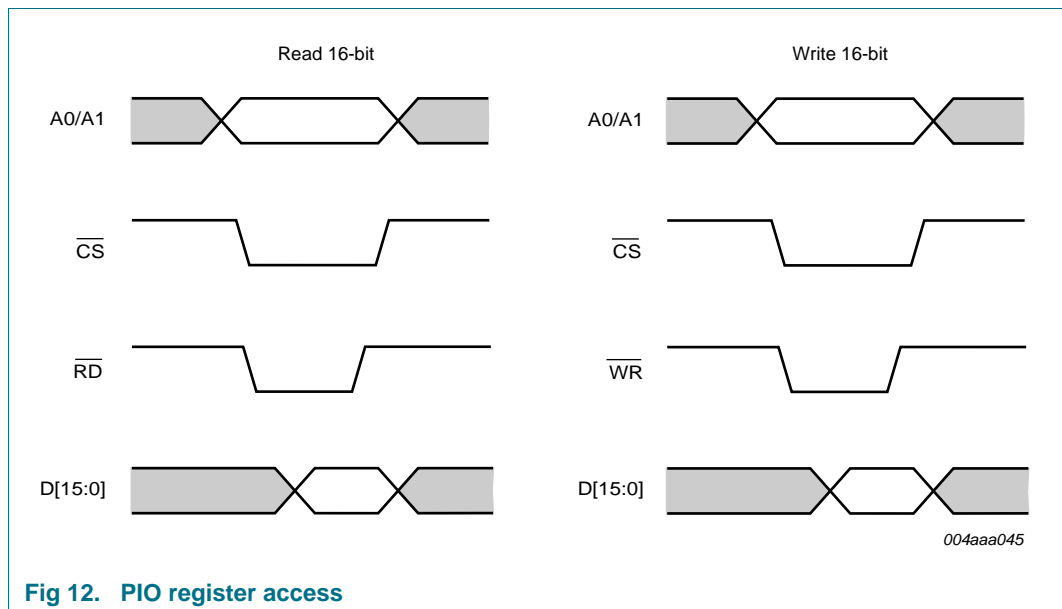 Read 16-bit
Write 16-bit
A0/A1
A0/A1
CS
CS
RD
WR
D[15:0]
D[15:0]
004aaa045
Fig 12. PIO register access